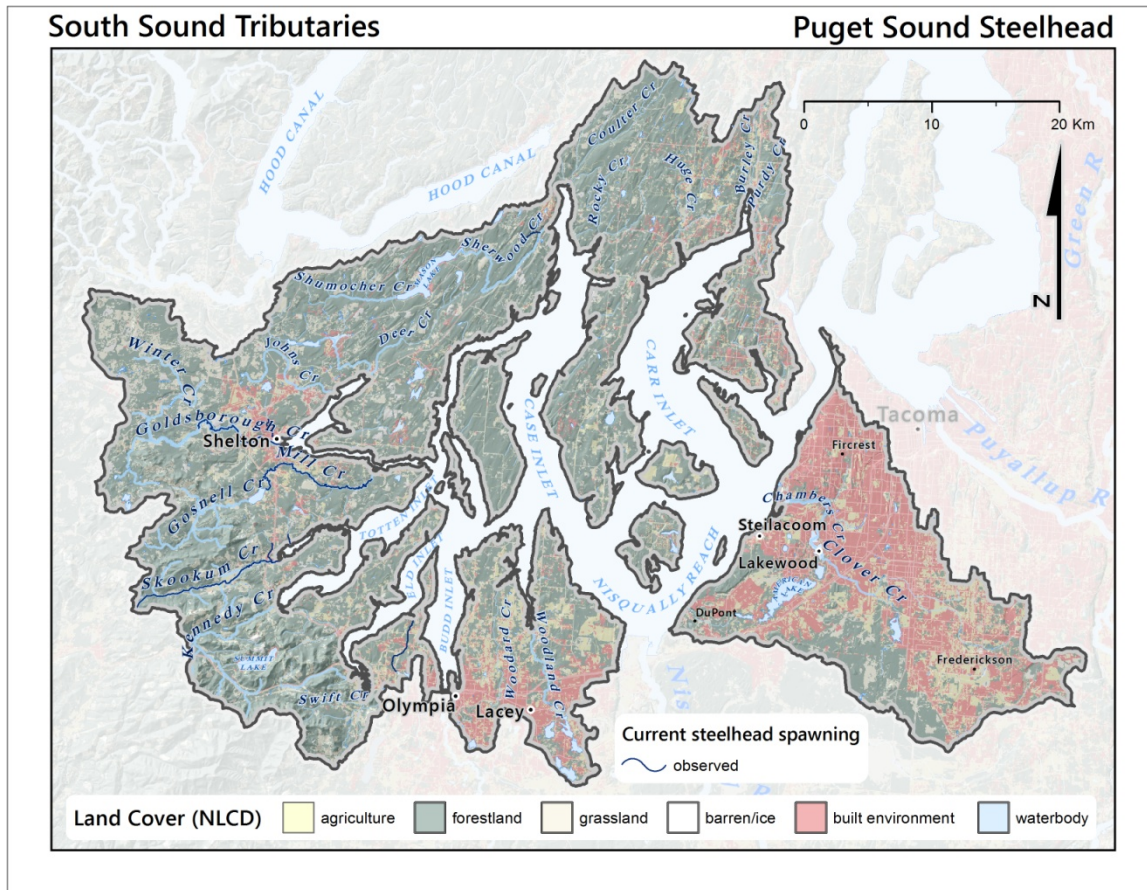 South Sound Tributaries
Puget Sound Steelhead
0 10 20 Km
N
HOOD CANAL
HOOD CANAL
Coulter Cr
Rocky Cr
Huge Cr
Burley Cr
Purdy Cr
Green R
Sherwood Cr
MASON LAKE
Shumocher Cr
Deer Cr
Johns Cr
Winter Cr
Goldsborough Cr
Shelton
Mill Cr
Gosnell Cr
Skookum Cr
Kennedy Cr
SUMMIT LAKE
Swift Cr
TOTTEN INLET
ELD INLET
BUDD INLET
CASE INLET
CARR INLET
NISQUALLY REACH
Tacoma
Puyallup R
Fircrest
Chambers Cr
Steilacoom
Lakewood
Clover Cr
AMERICAN LAKE
DuPont
Frederickson
Woodard Cr
Woodland Cr
Olympia
Lacey
Current steelhead spawning
observed
Land Cover (NLCD)
agriculture
forestland
grassland
barren/ice
built environment
waterbody